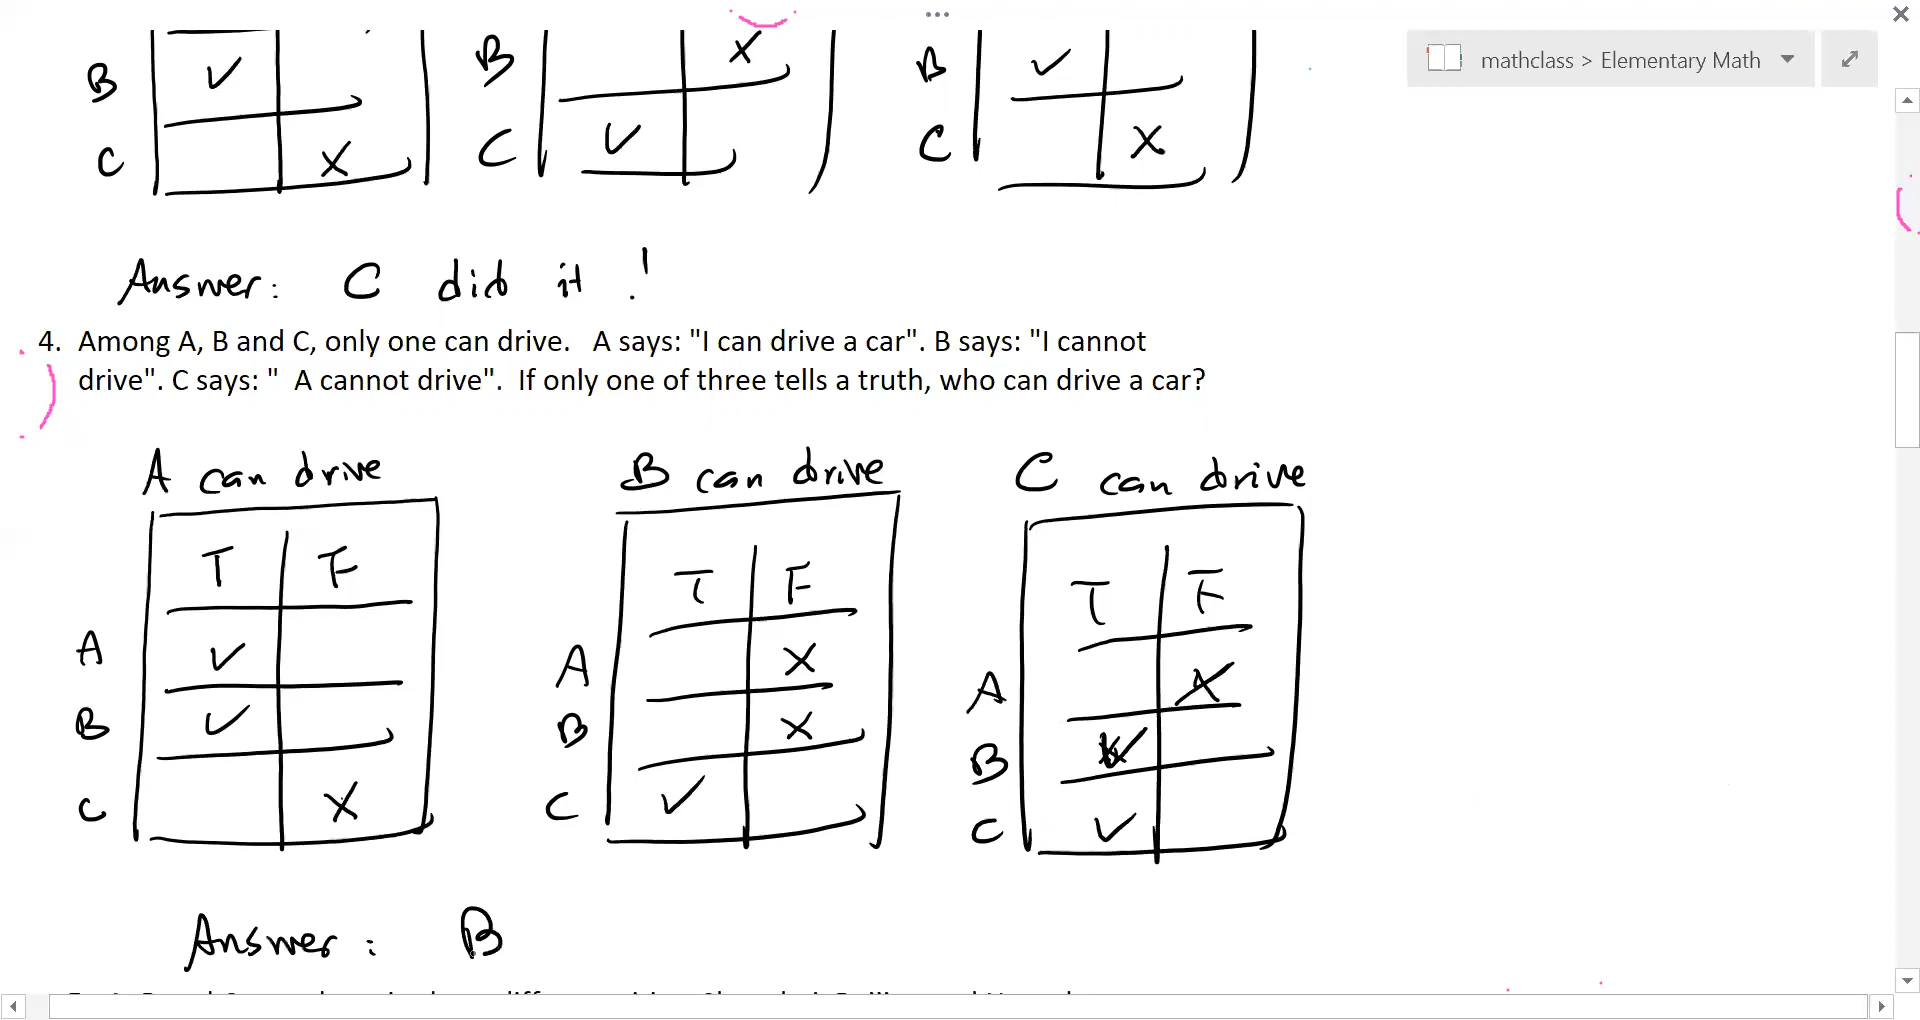 mathclass > Elementary Math
B ✓ B X B ✓
C X C ✓ C X
Answer: C did it !
4. Among A, B and C, only one can drive. A says: "I can drive a car". B says: "I cannot
drive". C says: " A cannot drive". If only one of three tells a truth, who can drive a car?
A can drive B can drive C can drive
T F T F T F
A ✓ A X A X
B ✓ B X B ✓
C X C ✓ C ✓
Answer : B